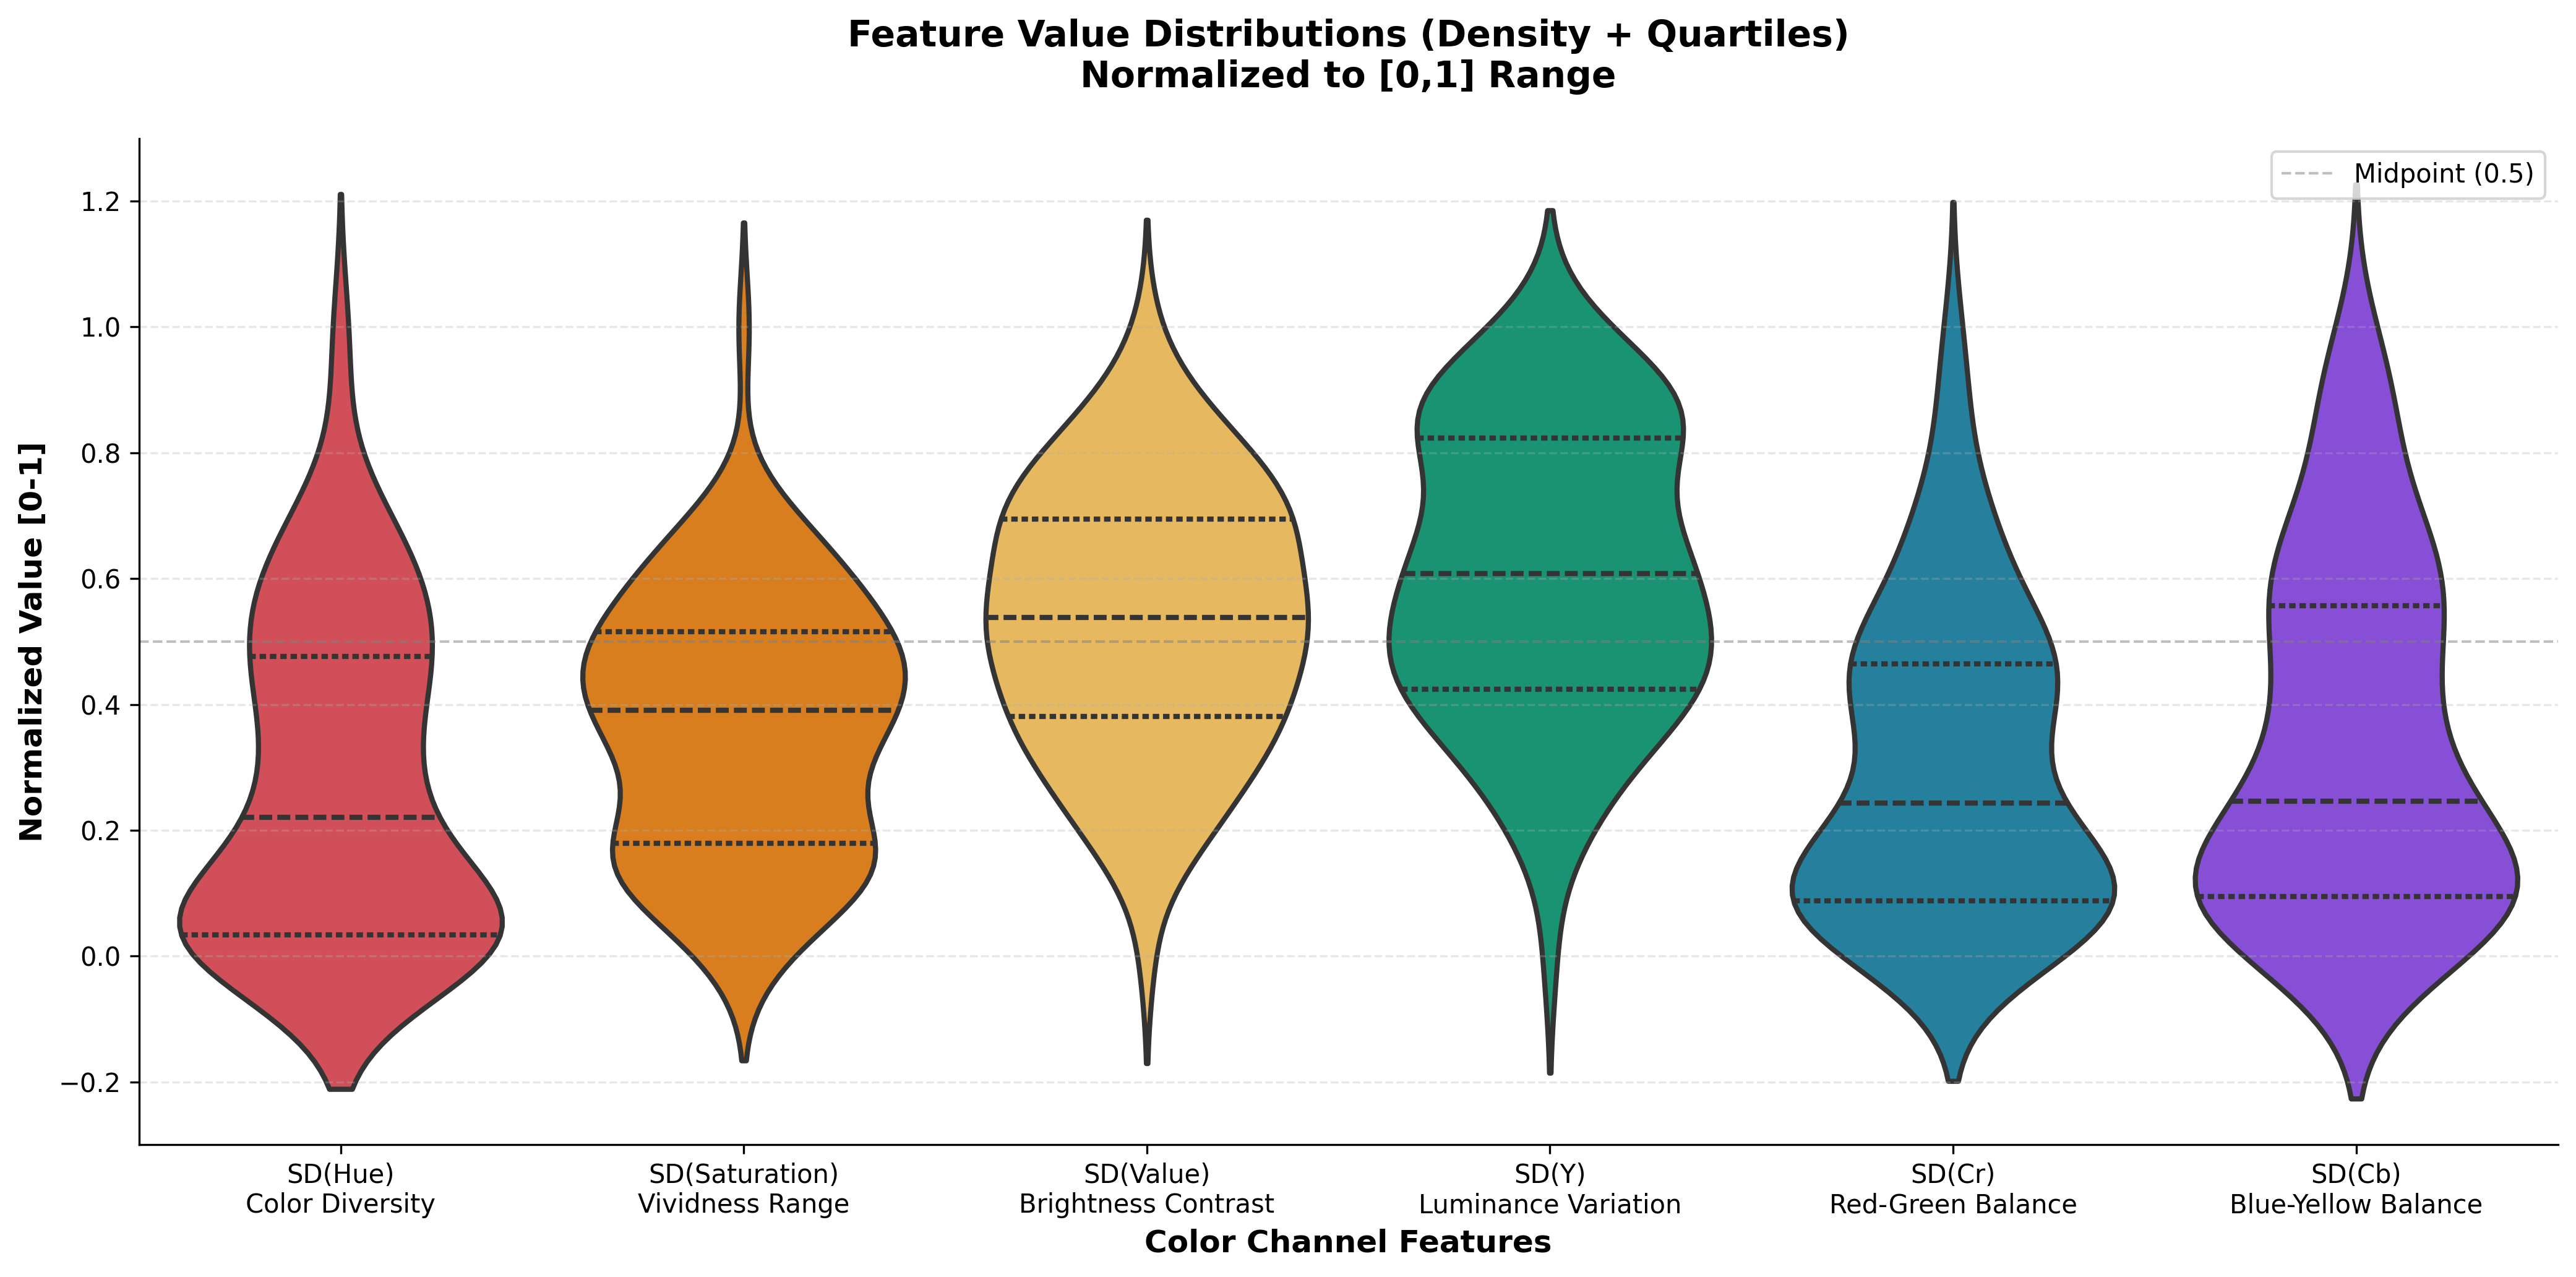 Feature Value Distributions (Density + Quartiles)
Normalized to [0,1] Range
Midpoint (0.5)
Normalized Value [0-1]
1.2
1.0
0.8
0.6
0.4
0.2
0.0
−0.2
SD(Hue)
Color Diversity
SD(Saturation)
Vividness Range
SD(Value)
Brightness Contrast
SD(Y)
Luminance Variation
SD(Cr)
Red-Green Balance
SD(Cb)
Blue-Yellow Balance
Color Channel Features